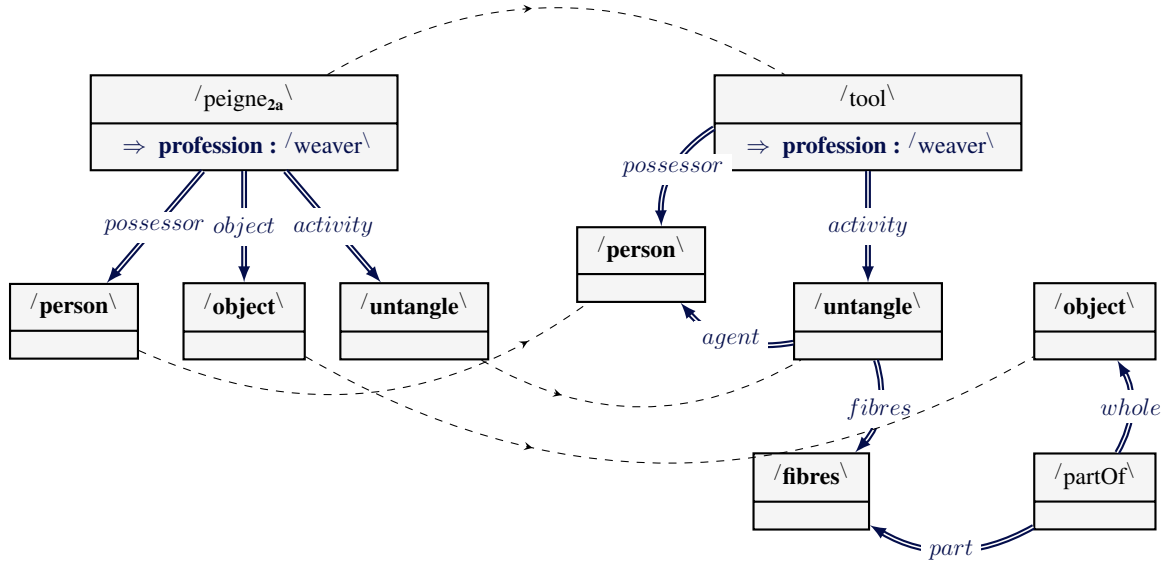 /peigne2a\
⇒ profession : /weaver\
possessor object activity
/person\ /object\ /untangle\
/tool\
⇒ profession : /weaver\
possessor
activity
/person\
/untangle\ /object\
agent
fibres
whole
/fibres\ /partOf\
part